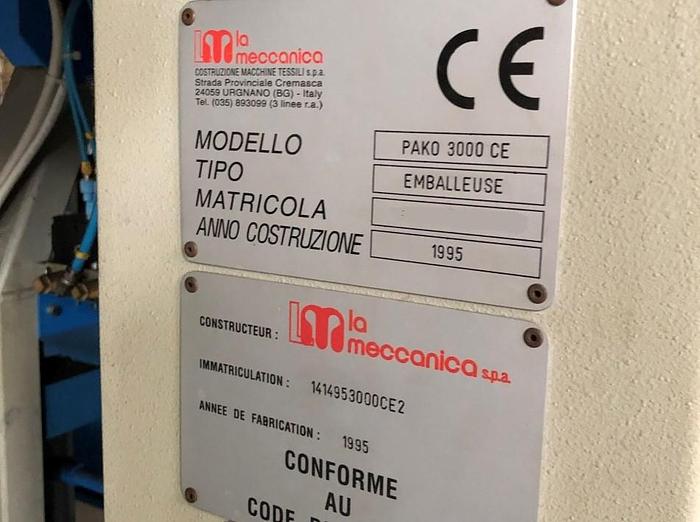 la
meccanica
COSTRUZIONE MACCHINE TESSILI s.p.a.
Strada Provinciale Cremasca
24059 URGNANO (BG) - Italy
Tel. (035) 893099 (3 linee r.a.)
CE
MODELLO PAKO 3000 CE
TIPO EMBALLEUSE
MATRICOLA
ANNO COSTRUZIONE 1995
CONSTRUCTEUR : la
meccanica s.p.a.
IMMATRICULATION : 1414953000CE2
ANNEE DE FABRICATION : 1995
CONFORME
AU
CODE